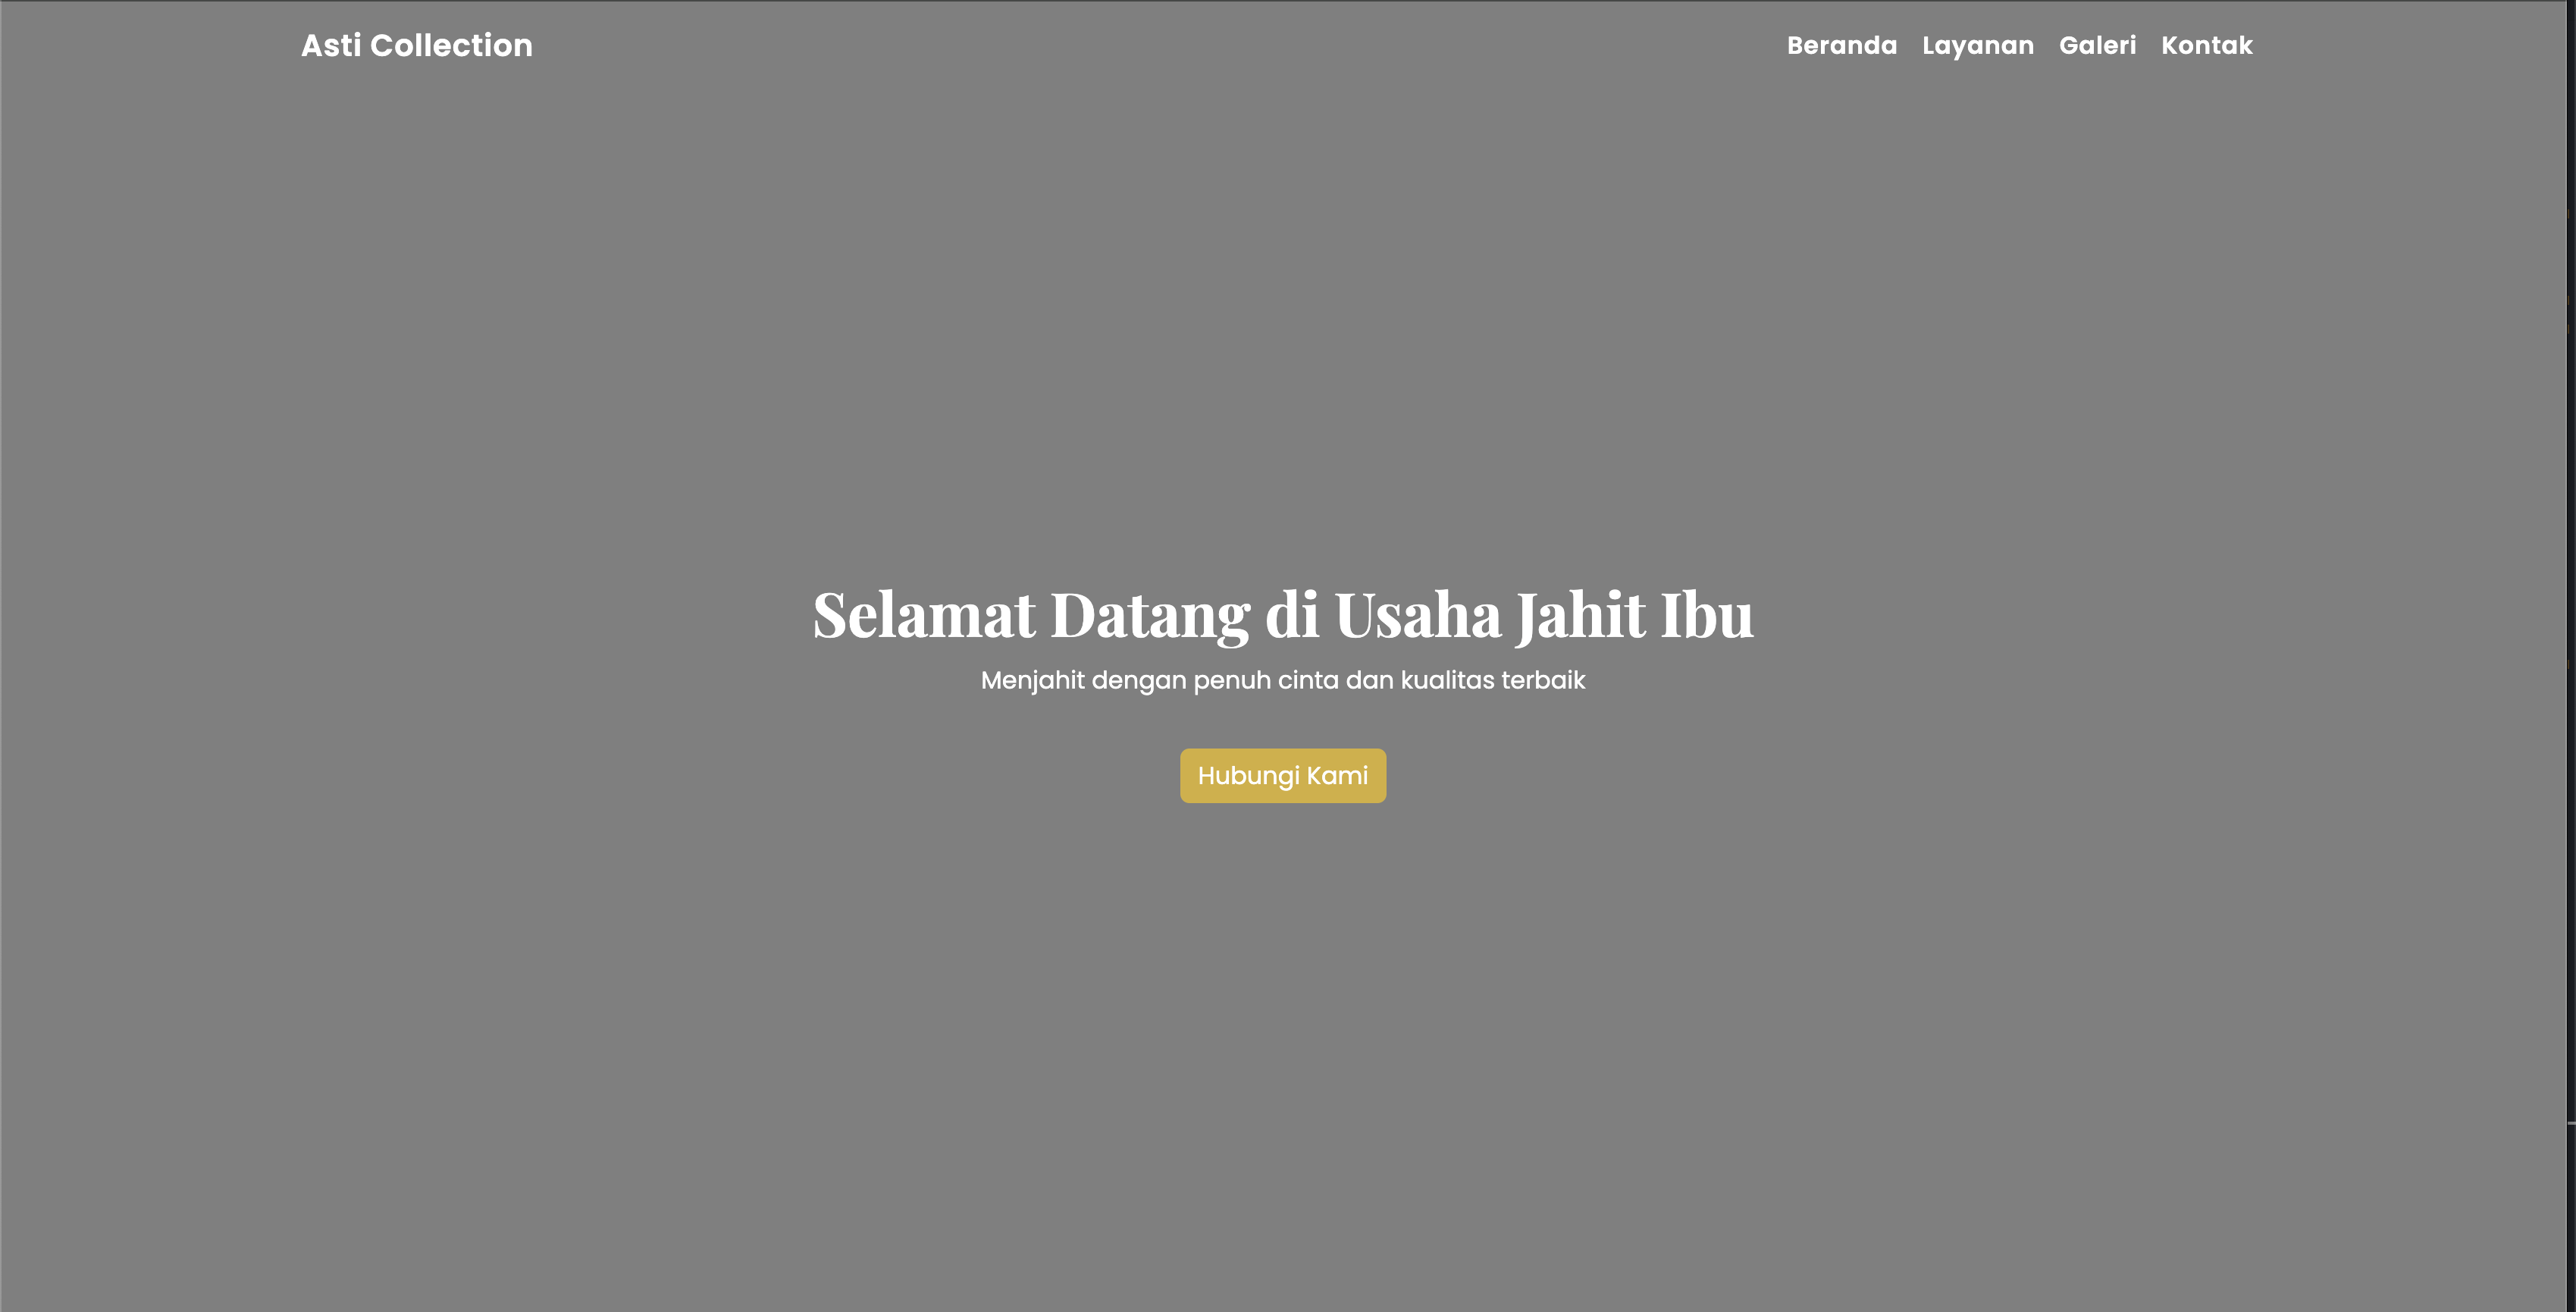 Asti Collection
Beranda Layanan Galeri Kontak
Selamat Datang di Usaha Jahit Ibu
Menjahit dengan penuh cinta dan kualitas terbaik
Hubungi Kami